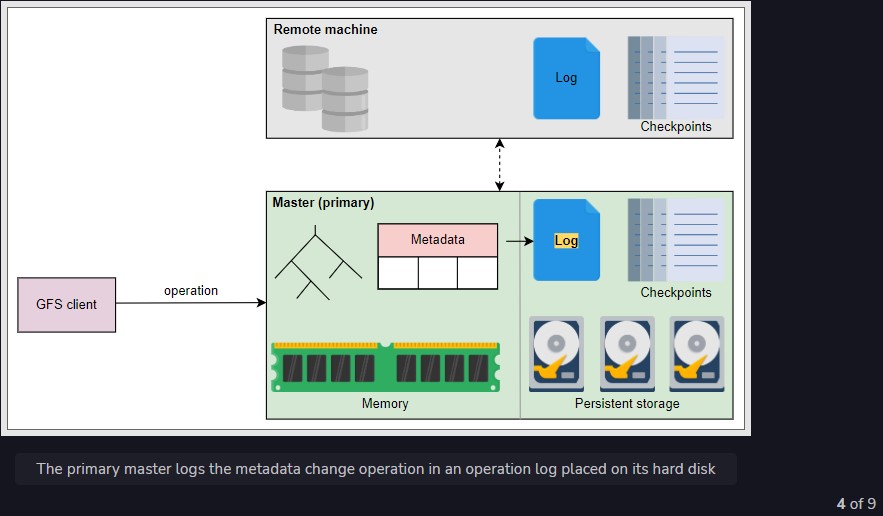 Remote machine
Log
Checkpoints
Master (primary)
Metadata
Log
Checkpoints
GFS client
operation
Memory
Persistent storage
The primary master logs the metadata change operation in an operation log placed on its hard disk
4 of 9